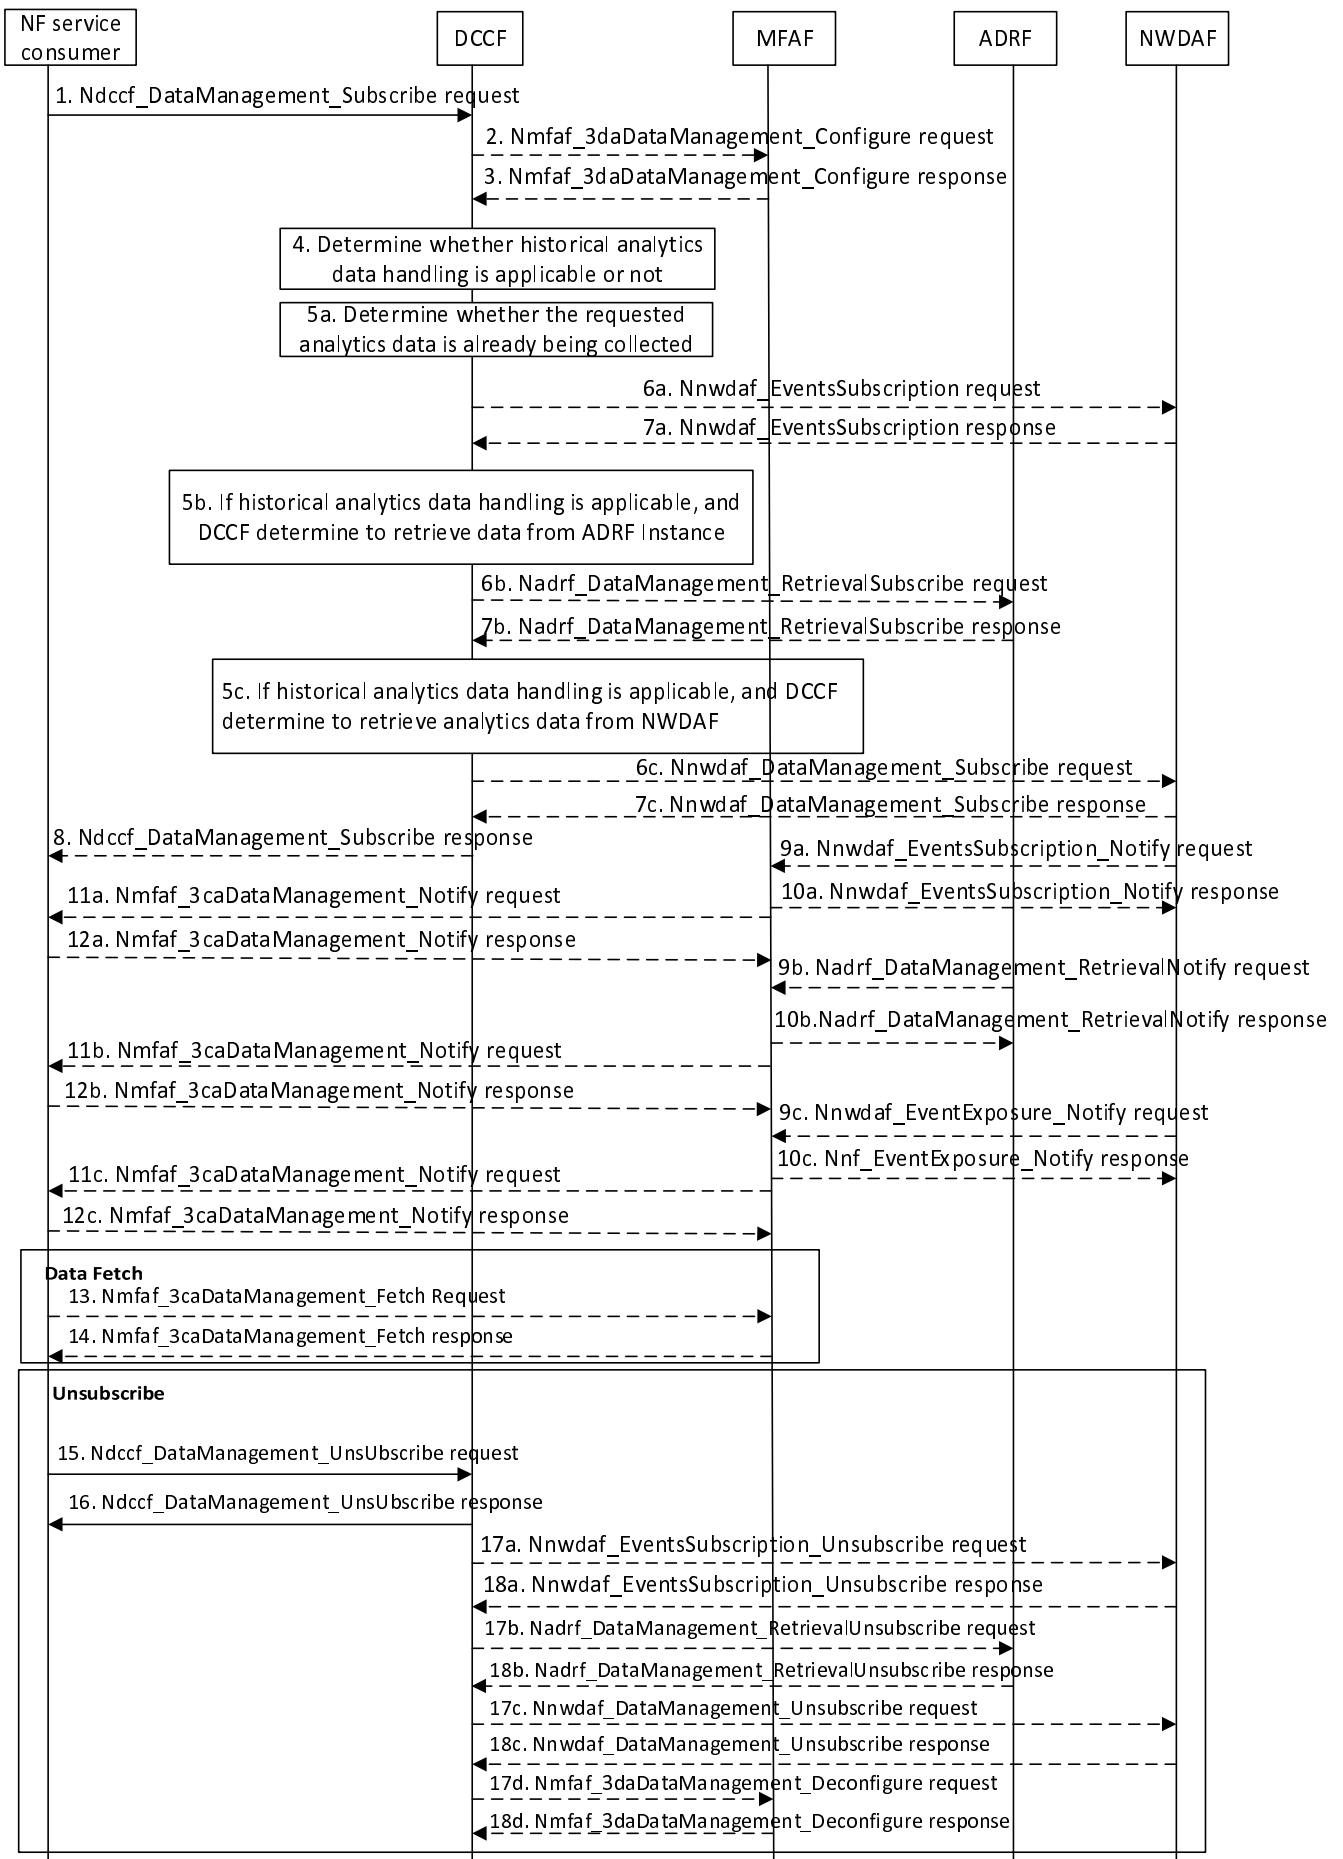 NF service
consumer
DCCF
MFAF
ADRF
NWDAF
1. Ndccf_DataManagement_Subscribe request
2. Nmfaf_3daDataManagement_Configure request
3. Nmfaf_3daDataManagement_Configure response
4. Determine whether historical analytics
data handling is applicable or not
5a. Determine whether the requested
analytics data is already being collected
6a. Nnwdaf_EventsSubscription request
7a. Nnwdaf_EventsSubscription response
5b. If historical analytics data handling is applicable, and
DCCF determine to retrieve data from ADRF Instance
6b. Nadrf_DataManagement_RetrievalSubscribe request
7b. Nadrf_DataManagement_RetrievalSubscribe response
5c. If historical analytics data handling is applicable, and DCCF
determine to retrieve analytics data from NWDAF
6c. Nnwdaf_DataManagement_Subscribe request
7c. Nnwdaf_DataManagement_Subscribe response
8. Ndccf_DataManagement_Subscribe response
9a. Nnwdaf_EventsSubscription_Notify request
10a. Nnwdaf_EventsSubscription_Notify response
11a. Nmfaf_3caDataManagement_Notify request
12a. Nmfaf_3caDataManagement_Notify response
9b. Nadrf_DataManagement_RetrievalNotify request
10b.Nadrf_DataManagement_RetrievalNotify response
11b. Nmfaf_3caDataManagement_Notify request
12b. Nmfaf_3caDataManagement_Notify response
9c. Nnwdaf_EventExposure_Notify request
10c. Nnf_EventExposure_Notify response
11c. Nmfaf_3caDataManagement_Notify request
12c. Nmfaf_3caDataManagement_Notify response
Data Fetch
13. Nmfaf_3caDataManagement_Fetch Request
14. Nmfaf_3caDataManagement_Fetch response
Unsubscribe
15. Ndccf_DataManagement_UnsUbscribe request
16. Ndccf_DataManagement_UnsUbscribe response
17a. Nnwdaf_EventsSubscription_Unsubscribe request
18a. Nnwdaf_EventsSubscription_Unsubscribe response
17b. Nadrf_DataManagement_RetrievalUnsubscribe request
18b. Nadrf_DataManagement_RetrievalUnsubscribe response
17c. Nnwdaf_DataManagement_Unsubscribe request
18c. Nnwdaf_DataManagement_Unsubscribe response
17d. Nmfaf_3daDataManagement_Deconfigure request
18d. Nmfaf_3daDataManagement_Deconfigure response